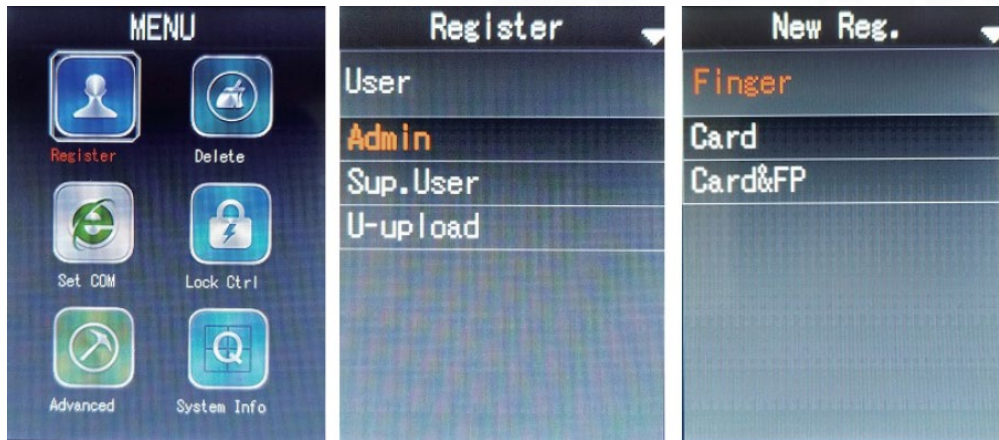 MENU
Register
Delete
Set COM
Lock Ctrl
Advanced
System Info
Register
User
Admin
Sup.User
U-upload
New Reg.
Finger
Card
Card&FP